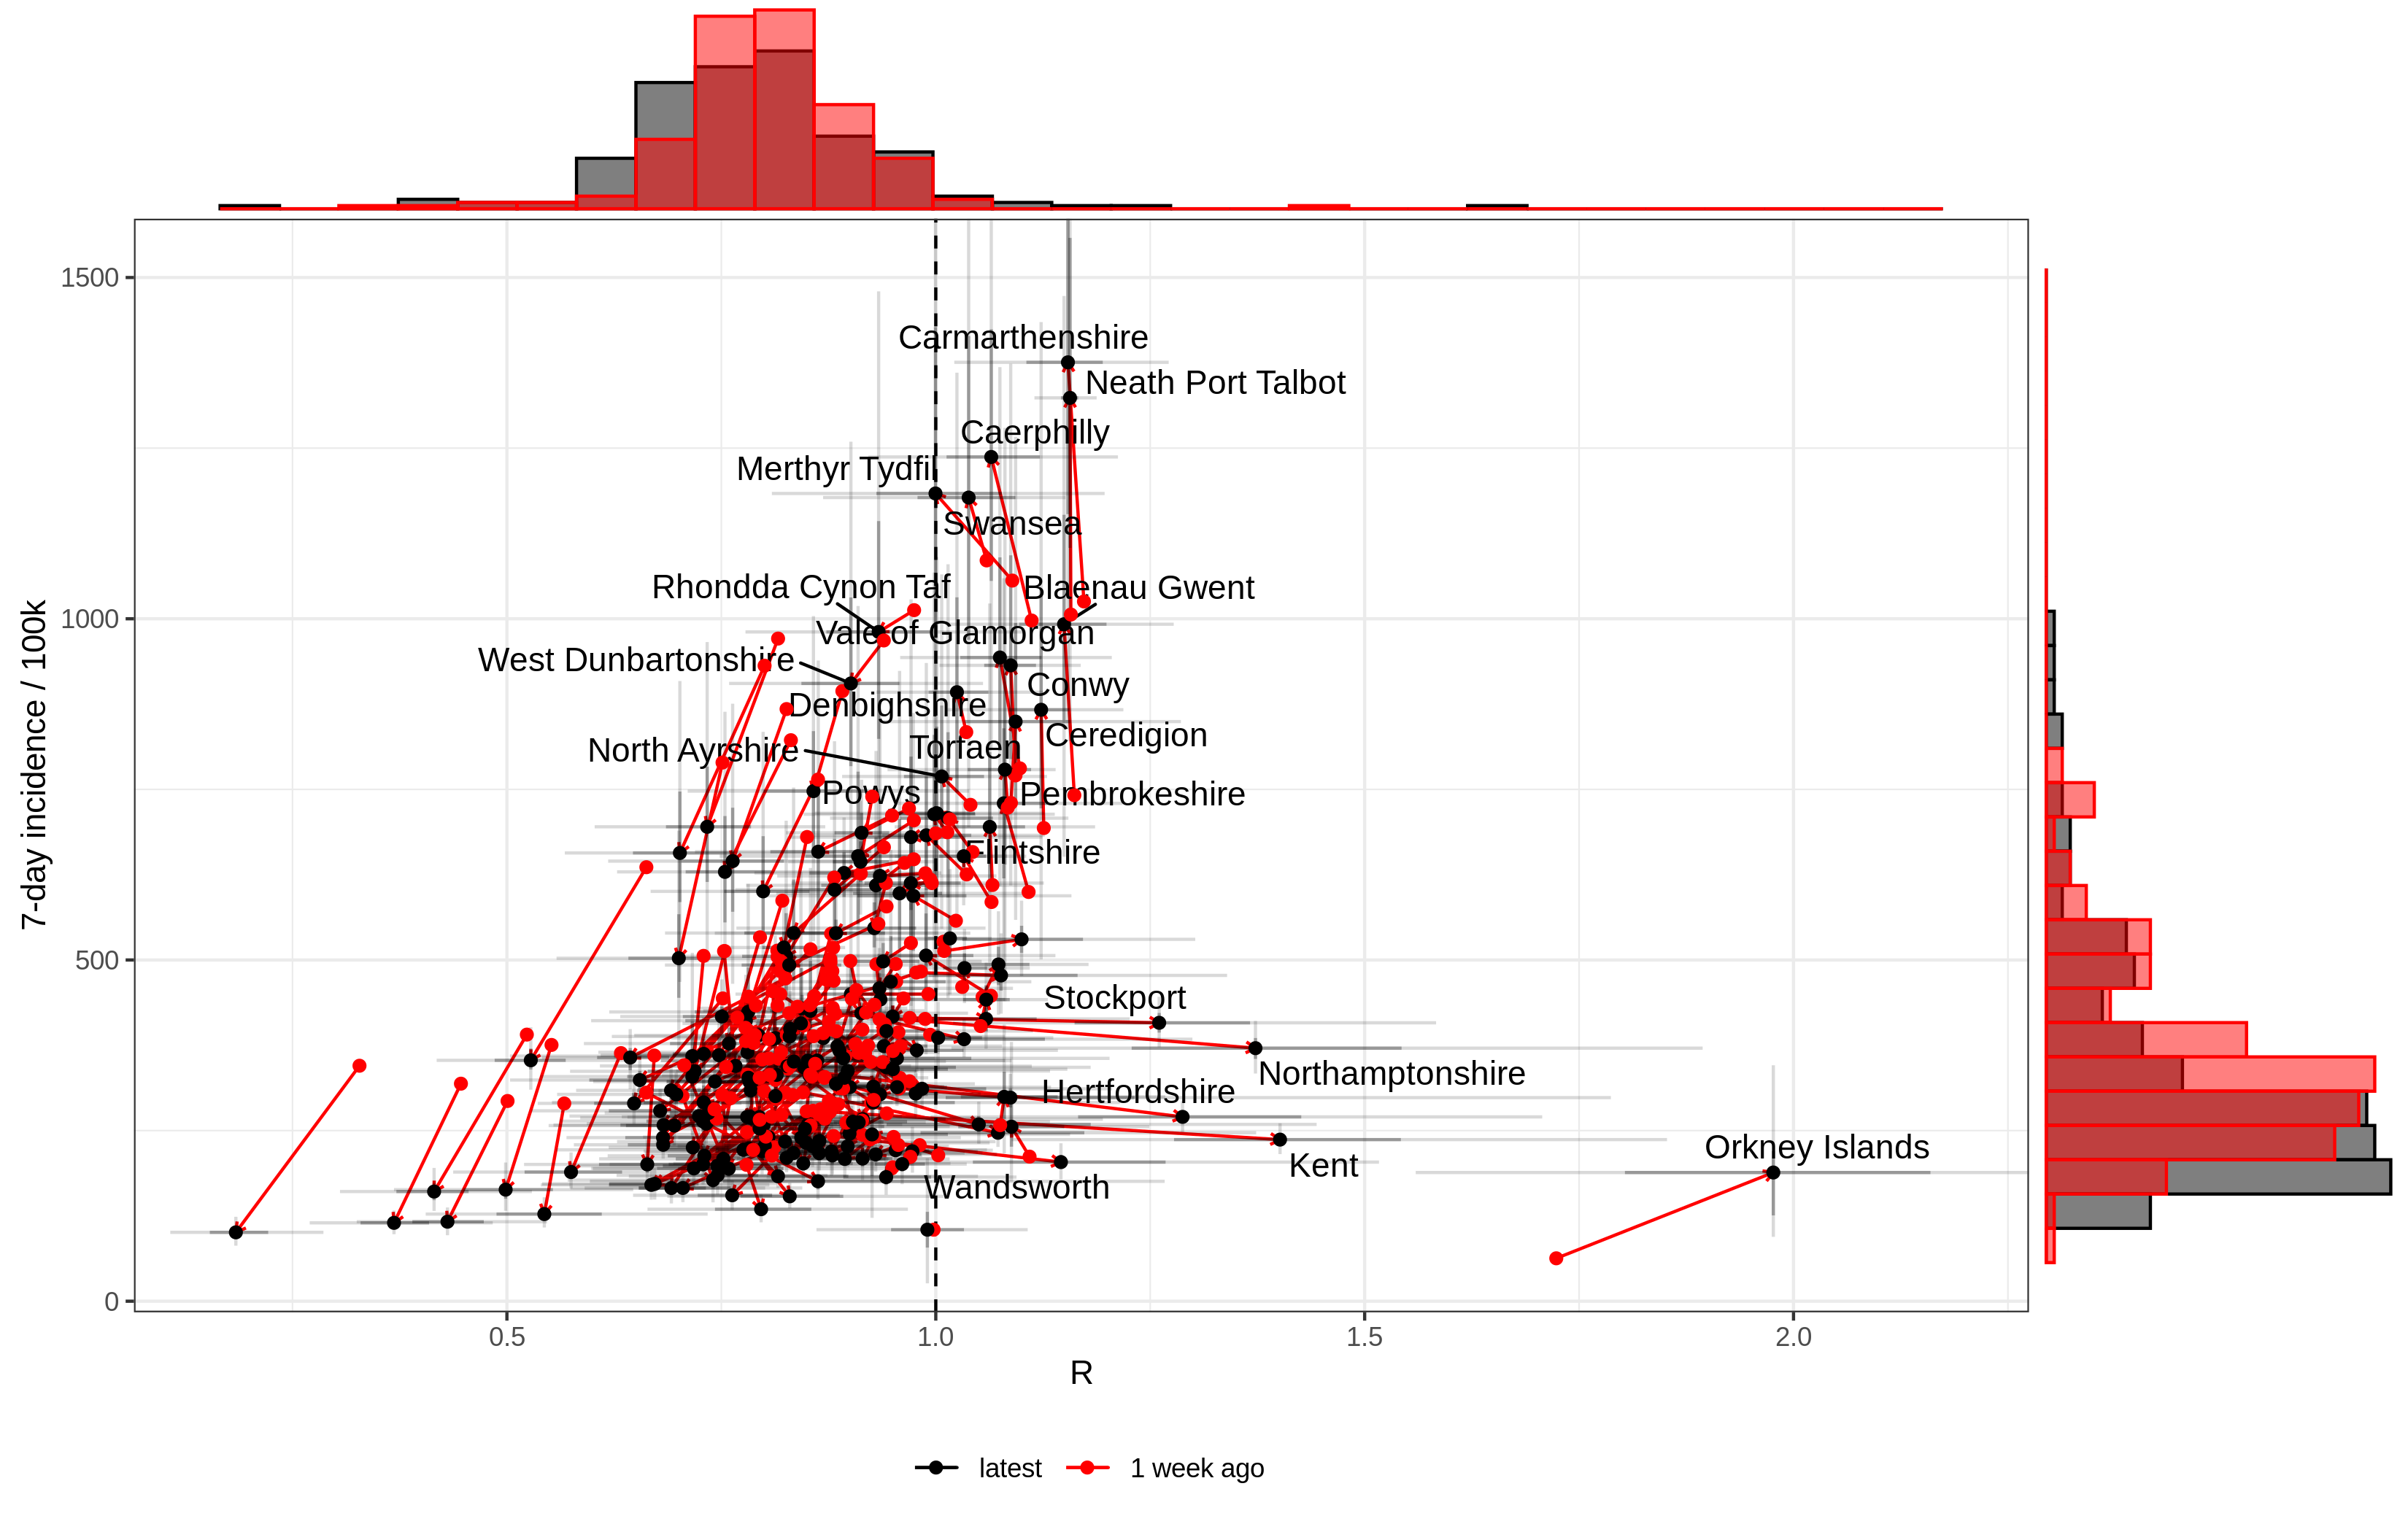 1500
Carmarthenshire
Neath Port Talbot
Caerphilly
Merthyr Tydfil
Swansea
Rhondda Cynon Taf
Blaenau Gwent
1000
Vale of Glamorgan
West Dunbartonshire
Conwy
Denbighshire
Ceredigion
Torfaen
North Ayrshire
Powys
Pembrokeshire
Flintshire
7-day incidence / 100k
500
Stockport
Northamptonshire
Hertfordshire
Orkney Islands
Kent
Wandsworth
0
0.5
1.0
1.5
2.0
R
latest
1 week ago